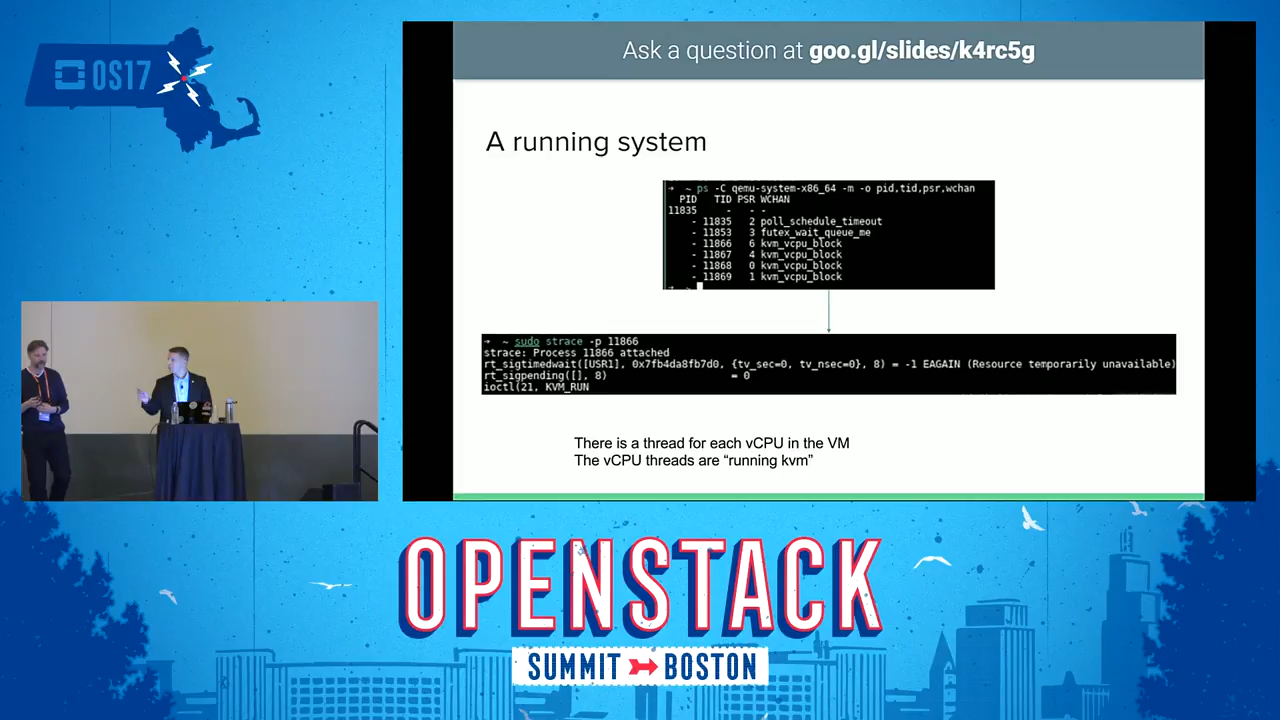 OS17
Ask a question at goo.gl/slides/k4rc5g
A running system
→ ~ ps -C qemu-system-x86_64 -m -o pid,tid,psr,wchan
PID TID PSR WCHAN
11835 - - -
- 11835 2 poll_schedule_timeout
- 11853 3 futex_wait_queue_me
- 11866 6 kvm_vcpu_block
- 11867 4 kvm_vcpu_block
- 11868 0 kvm_vcpu_block
- 11869 1 kvm_vcpu_block
→ ~ sudo strace -p 11866
strace: Process 11866 attached
rt_sigtimedwait([USR1], 0x7fb4da8fb7d0, {tv_sec=0, tv_nsec=0}, 8) = -1 EAGAIN (Resource temporarily unavailable)
rt_sigpending([], 8) = 0
ioctl(21, KVM_RUN
There is a thread for each vCPU in the VM
The vCPU threads are “running kvm”
OPENSTACK
SUMMIT BOSTON